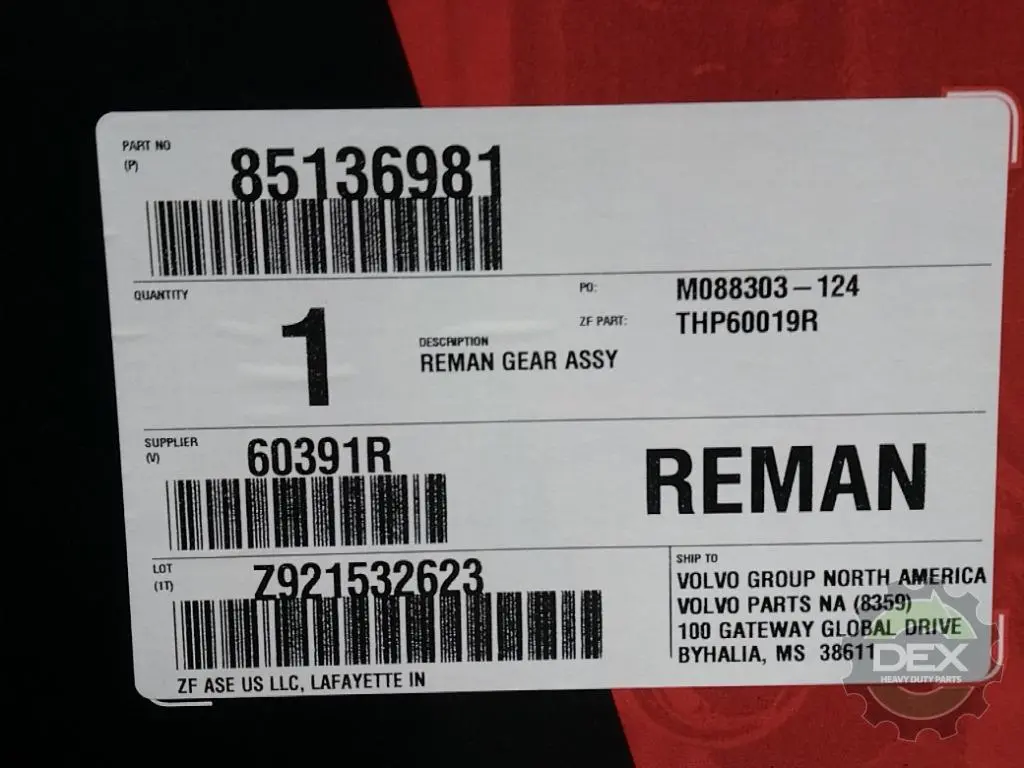 PART NO
(P)
85136981
QUANTITY
1
PO:
M088303-124
ZF PART:
THP60019R
DESCRIPTION
REMAN GEAR ASSY
SUPPLIER
(V)
60391R
REMAN
LOT
(1T)
Z921532623
SHIP TO
VOLVO GROUP NORTH AMERICA
VOLVO PARTS NA (8359)
100 GATEWAY GLOBAL DRIVE
BYHALIA, MS 38611
ZF ASE US LLC, LAFAYETTE IN
DEX
HEAVY DUTY PARTS